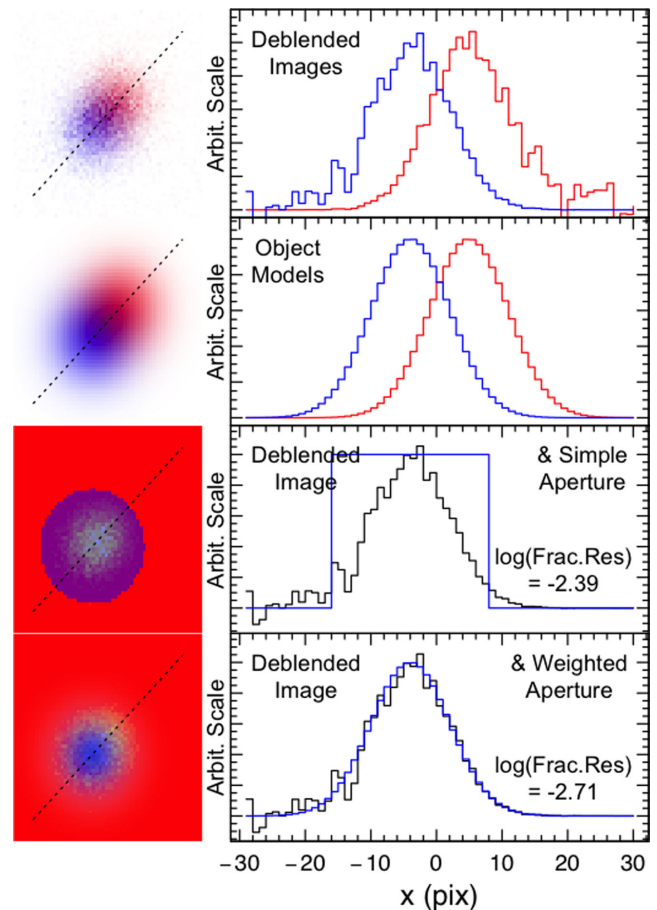 Deblended
Images
Arbit. Scale
Object
Models
Arbit. Scale
Deblended
Image
& Simple
Aperture
log(Frac.Res)
= -2.39
Arbit. Scale
Deblended
Image
& Weighted
Aperture
log(Frac.Res)
= -2.71
Arbit. Scale
−30 −20 −10 0 10 20 30
x (pix)